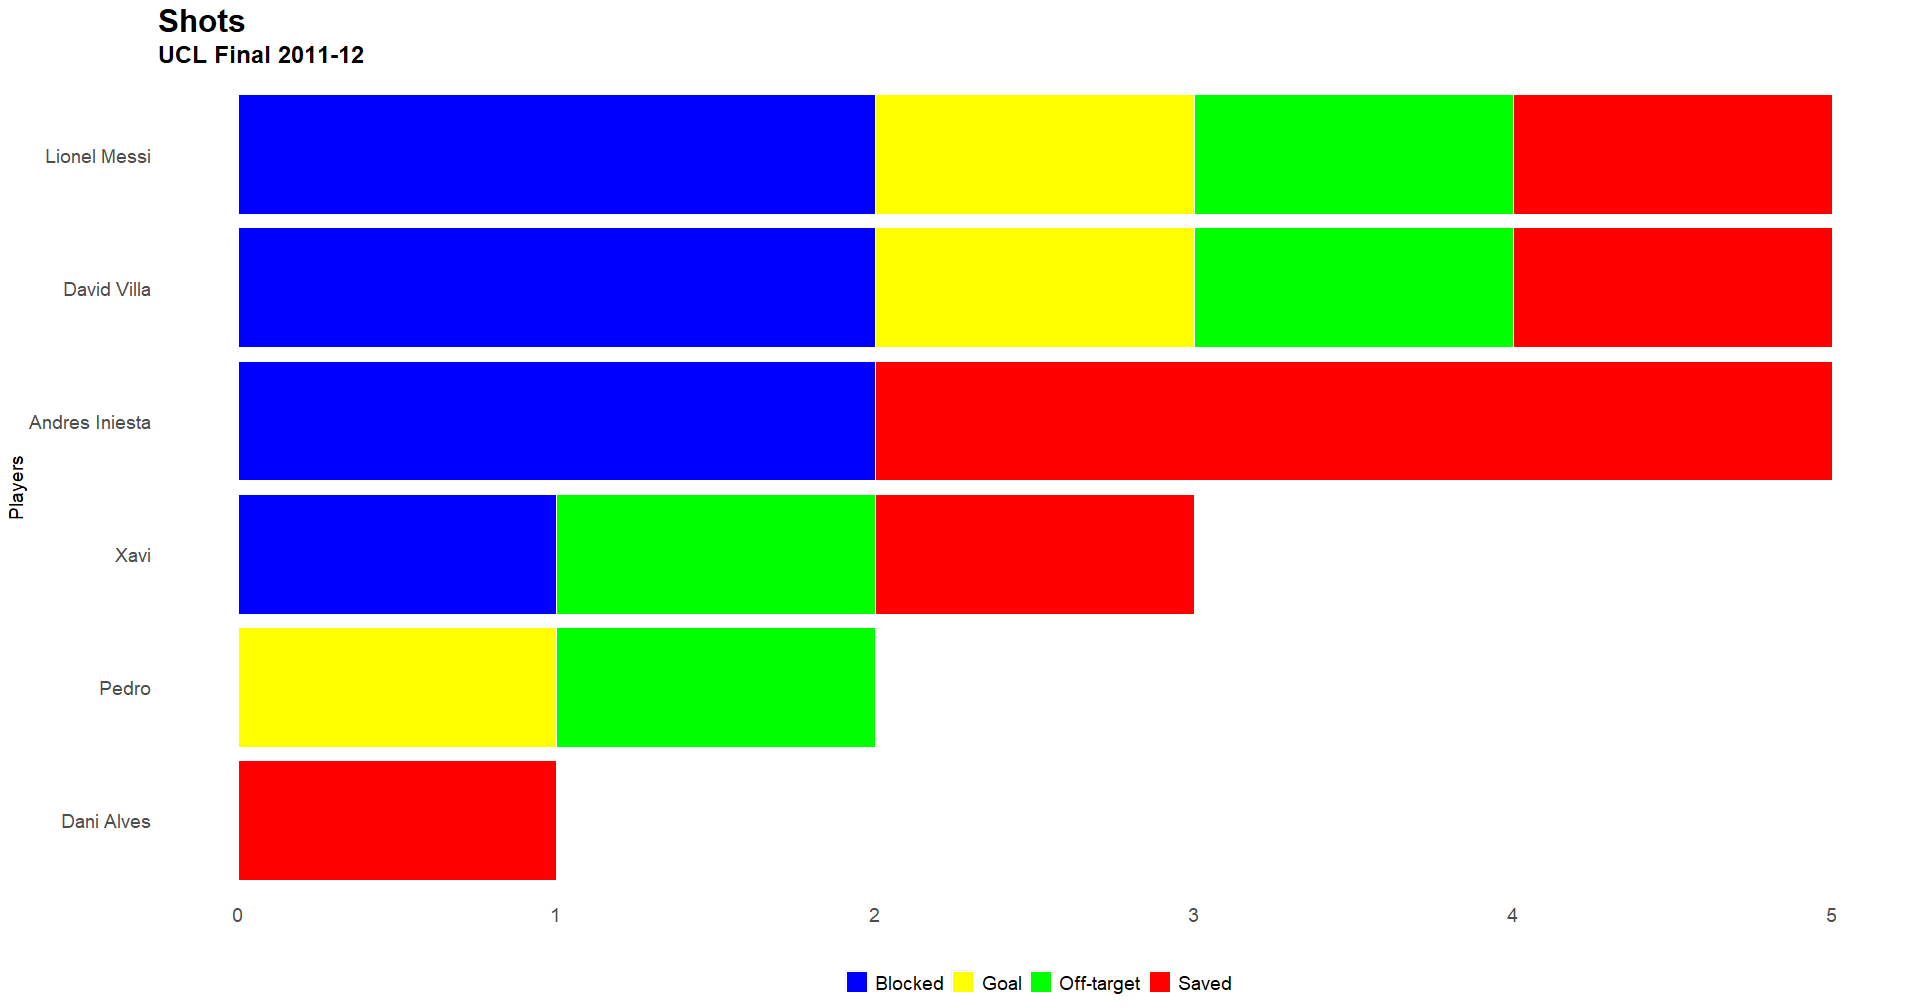 Shots
UCL Final 2011-12
Lionel Messi
David Villa
Andres Iniesta
Players
Xavi
Pedro
Dani Alves
0 1 2 3 4 5
Blocked Goal Off-target Saved